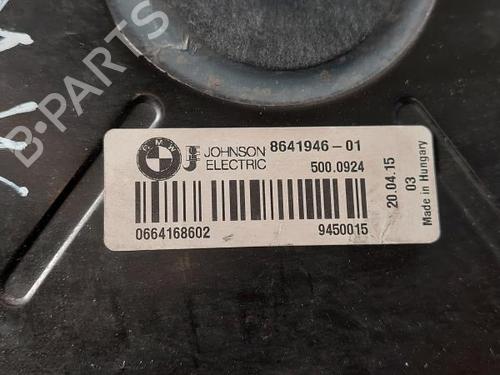 B-PARTS
BMW
JOHNSON
ELECTRIC
8641946-01
500.0924
0664168602
9450015
20.04.15
03
Made in Hungary